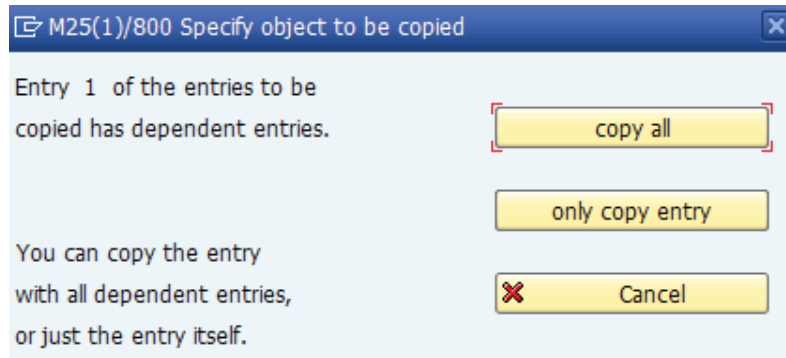 M25(1)/800 Specify object to be copied
Entry 1 of the entries to be
copied has dependent entries.
copy all
only copy entry
You can copy the entry
with all dependent entries,
Cancel
or just the entry itself.